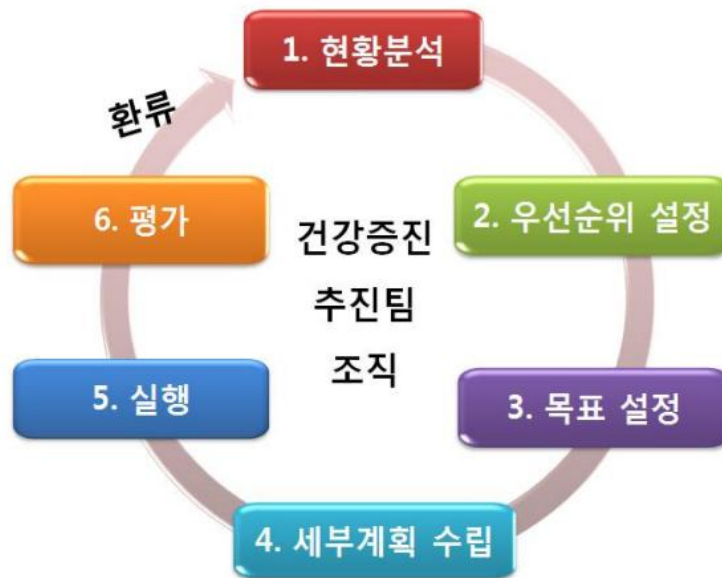 1. 현황분석
환류
2. 우선순위 설정
6. 평가
건강증진
추진팀
조직
3. 목표 설정
5. 실행
4. 세부계획 수립